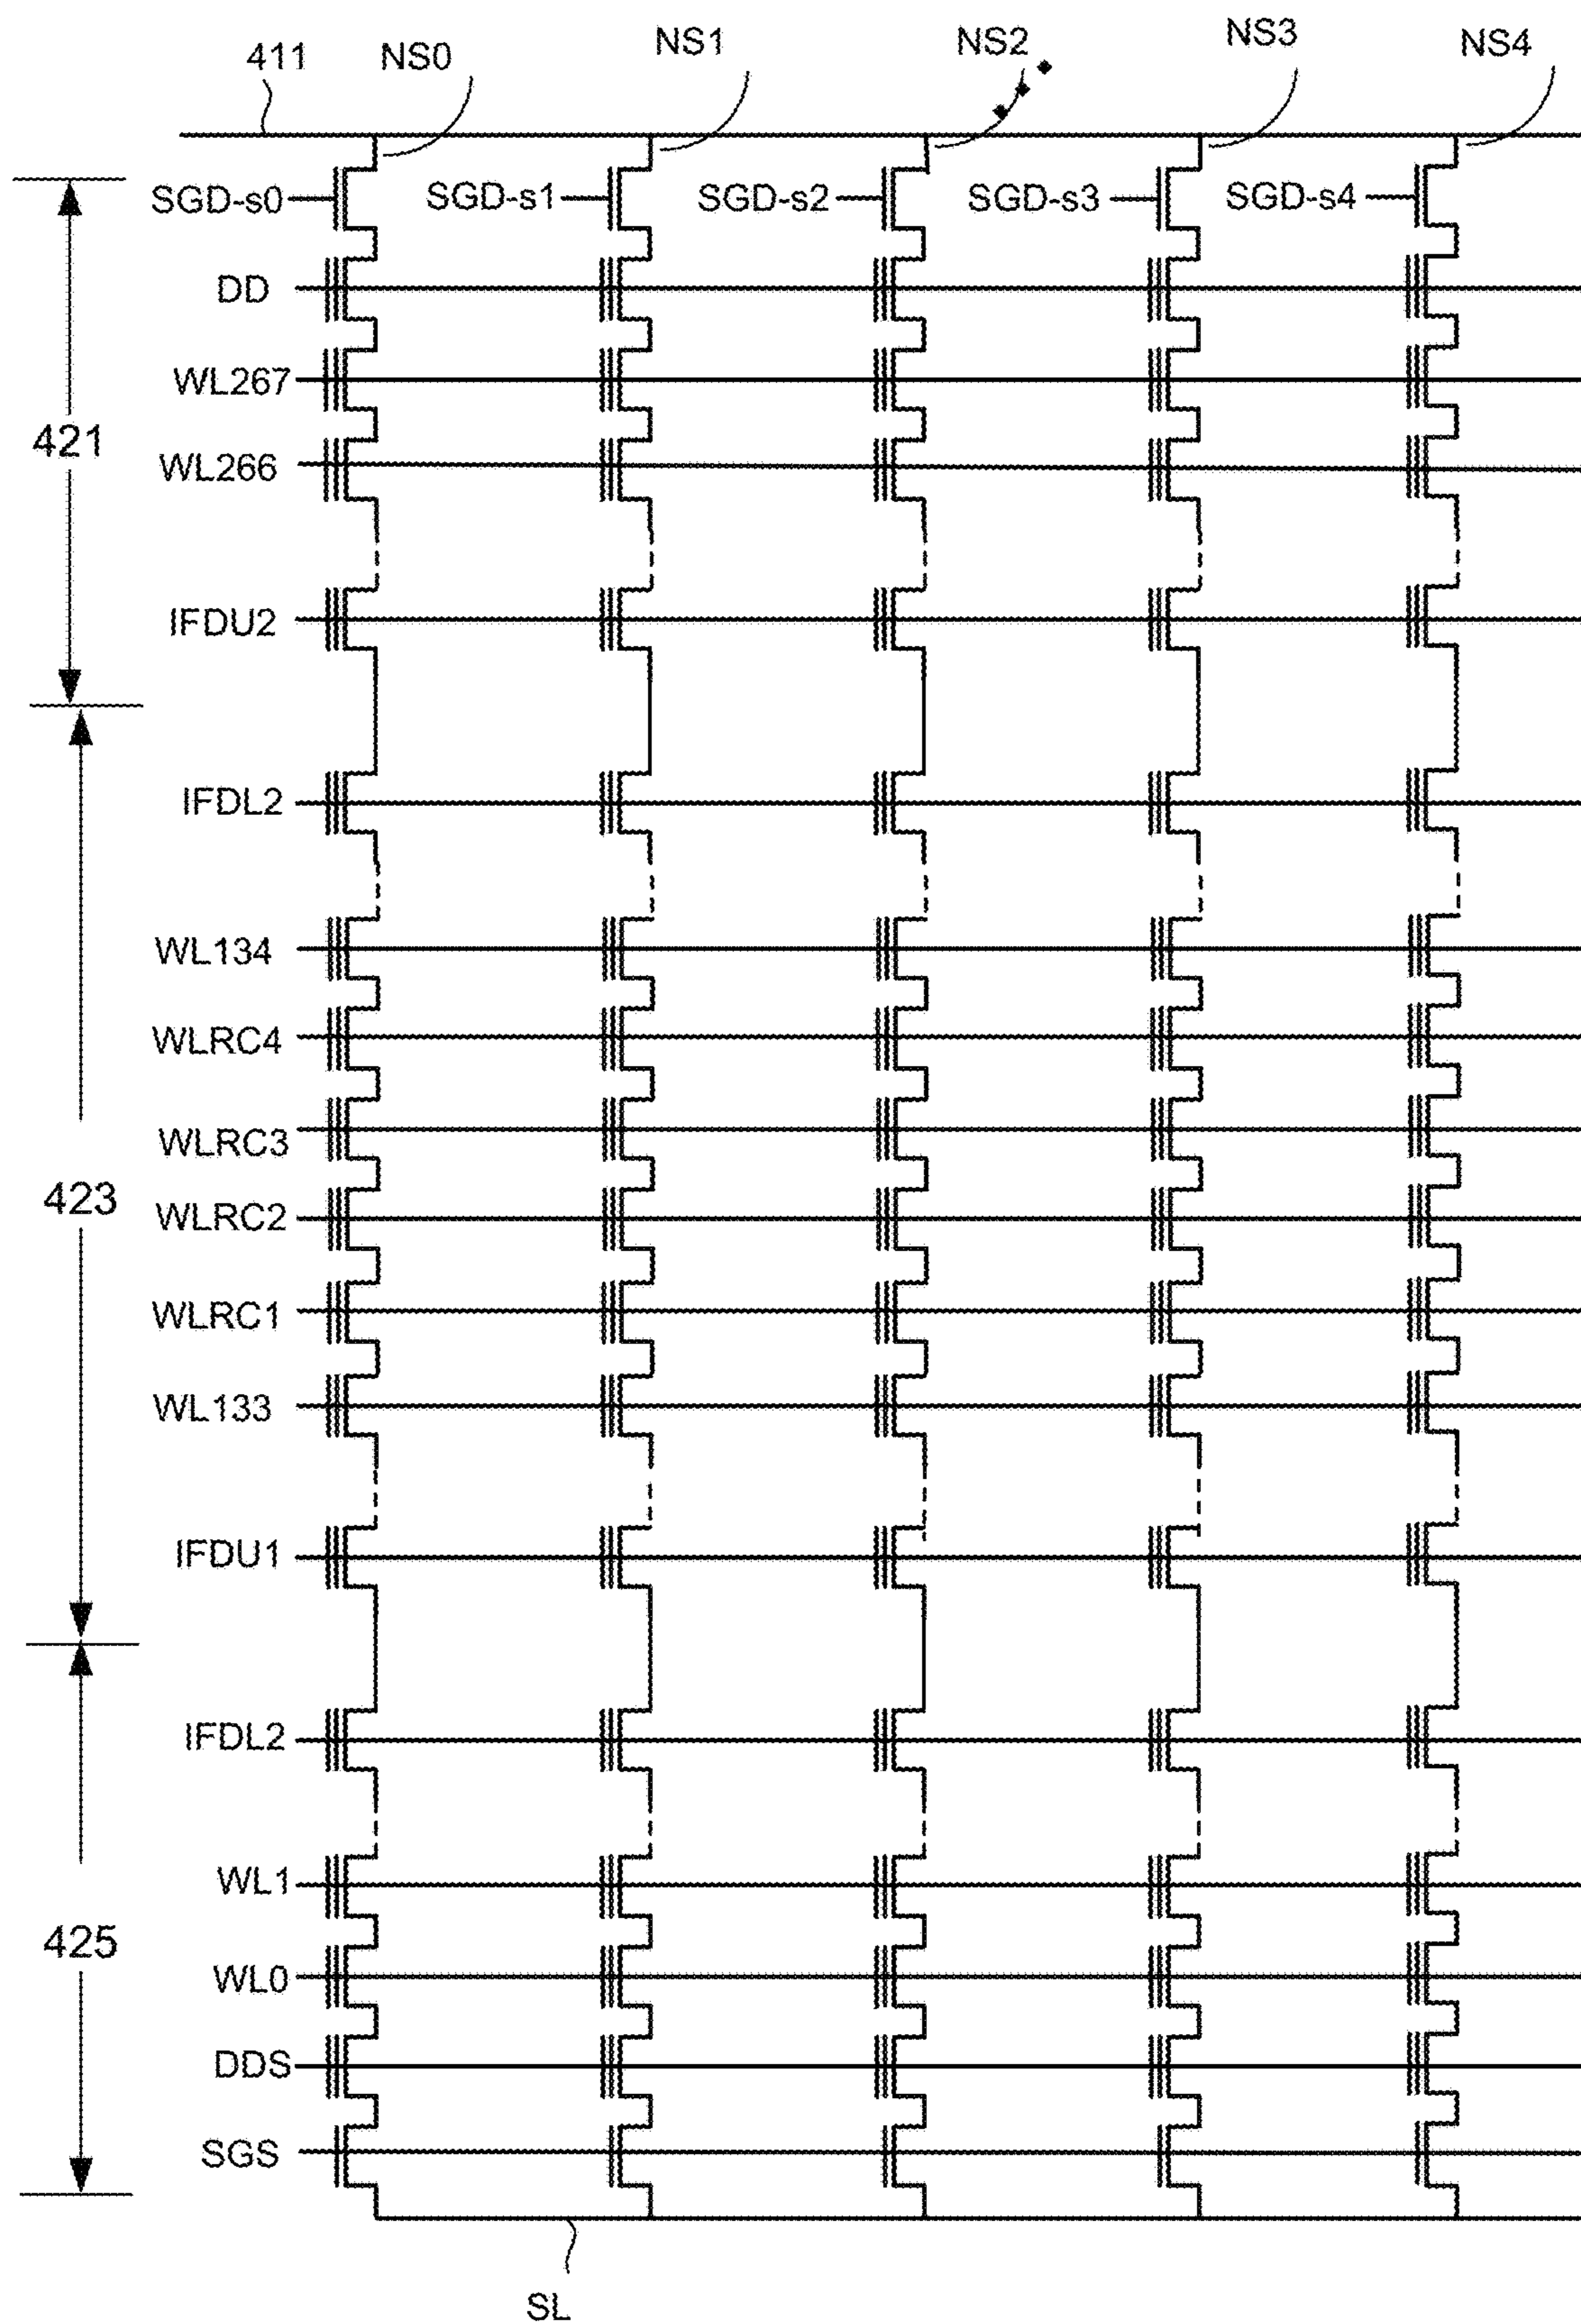 411 NS0 NS1 NS2 NS3 NS4
SGD-s0 SGD-s1 SGD-s2 SGD-s3 SGD-s4
DD
WL267
421
WL266
IFDU2
IFDL2
WL134
WLRC4
WLRC3
423
WLRC2
WLRC1
WL133
IFDU1
IFDL2
WL1
425
WL0
DDS
SGS
SL